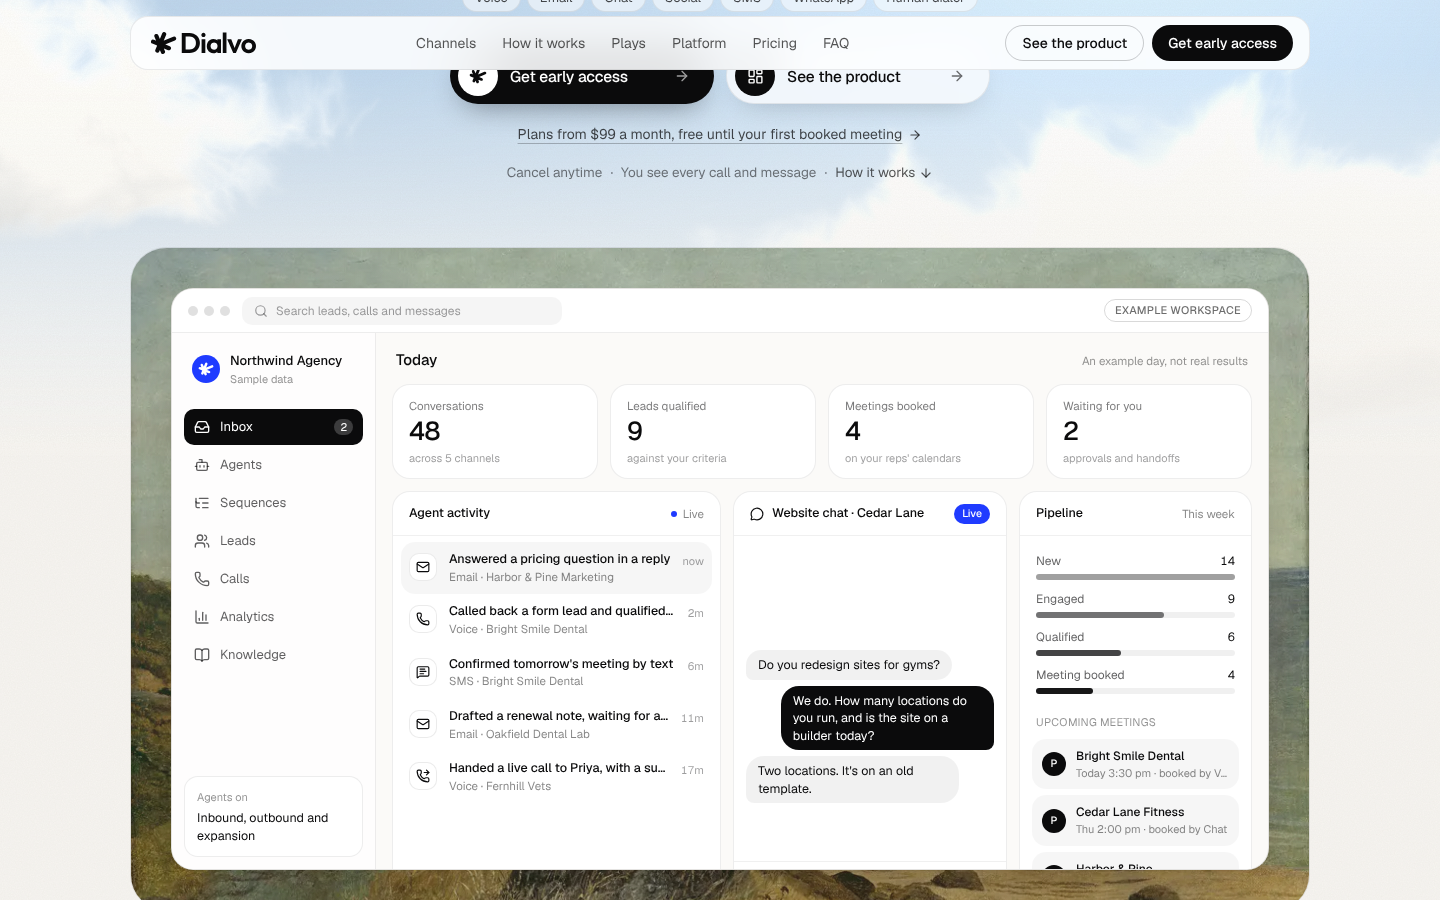 Voice Email Chat Social SMS WhatsApp Human dialer
Dialvo
Channels How it works Plays Platform Pricing FAQ
See the product Get early access
Get early access
See the product
Plans from $99 a month, free until your first booked meeting
Cancel anytime · You see every call and message · How it works
Search leads, calls and messages
EXAMPLE WORKSPACE
Northwind Agency
Sample data
Inbox 2
Agents
Sequences
Leads
Calls
Analytics
Knowledge
Agents on
Inbound, outbound and
expansion
Today
An example day, not real results
Conversations
48
across 5 channels
Leads qualified
9
against your criteria
Meetings booked
4
on your reps' calendars
Waiting for you
2
approvals and handoffs
Agent activity Live
Answered a pricing question in a reply now
Email · Harbor & Pine Marketing
Called back a form lead and qualified… 2m
Voice · Bright Smile Dental
Confirmed tomorrow's meeting by text 6m
SMS · Bright Smile Dental
Drafted a renewal note, waiting for a… 11m
Email · Oakfield Dental Lab
Handed a live call to Priya, with a su… 17m
Voice · Fernhill Vets
Website chat · Cedar Lane Live
Do you redesign sites for gyms?
We do. How many locations do
you run, and is the site on a
builder today?
Two locations. It's on an old
template.
Pipeline This week
New 14
Engaged 9
Qualified 6
Meeting booked 4
UPCOMING MEETINGS
P
Bright Smile Dental
Today 3:30 pm · booked by V…
P
Cedar Lane Fitness
Thu 2:00 pm · booked by Chat
Harbor & Pine